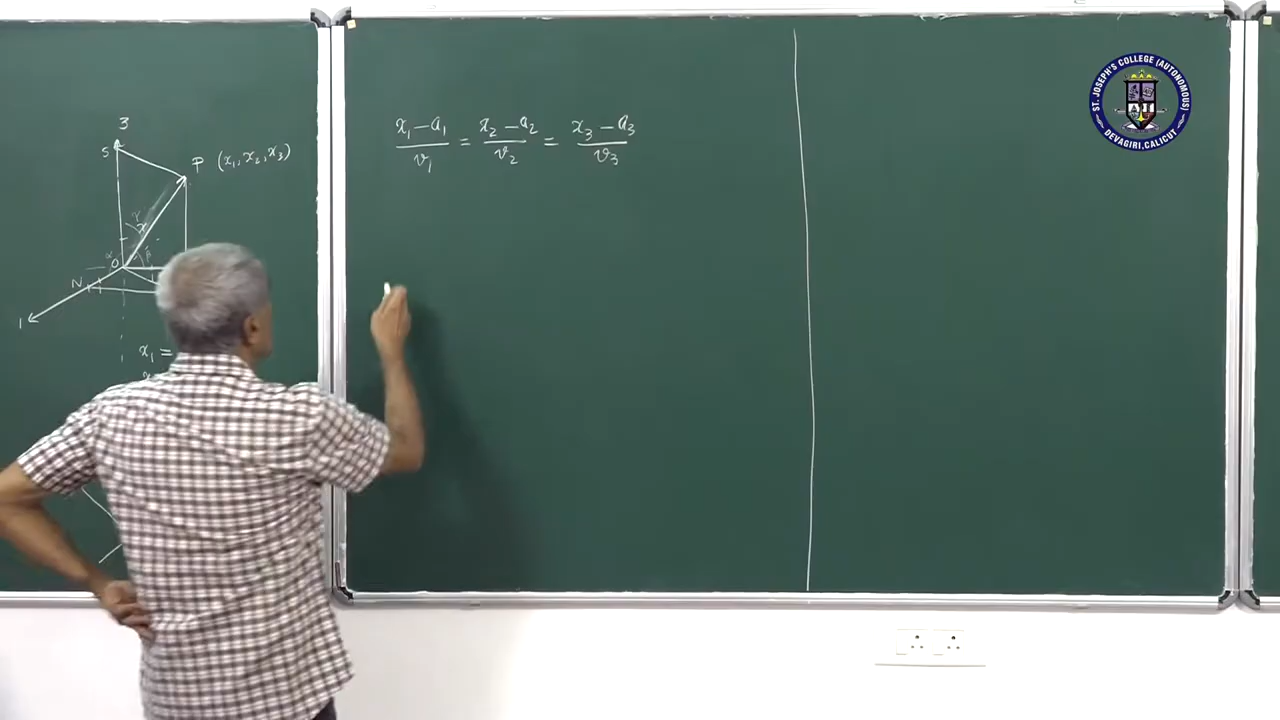 3
S
P (x₁, x₂, x₃)
γ
α
β
O
N
1
x₁ =
(x₁ − a₁)/v₁ = (x₂ − a₂)/v₂ = (x₃ − a₃)/v₃
ST. JOSEPH'S COLLEGE (AUTONOMOUS)
DEVAGIRI, CALICUT